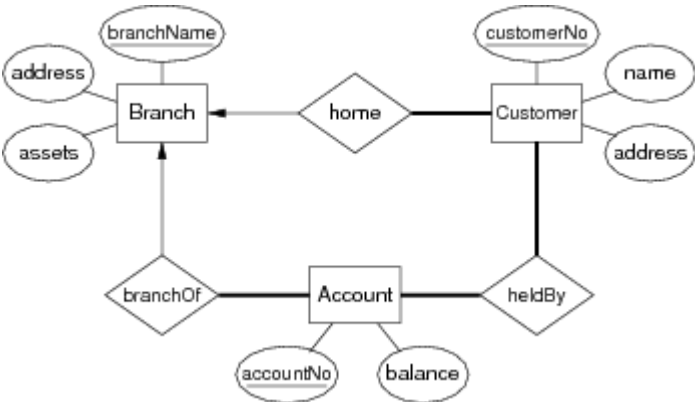 branchName
customerNo
address
name
Branch
home
Customer
assets
address
branchOf
Account
heldBy
accountNo
balance